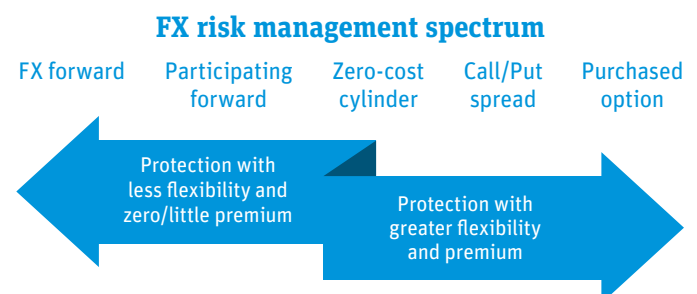 FX risk management spectrum
FX forward
Participating
forward
Zero-cost
cylinder
Call/Put
spread
Purchased
option
Protection with
less flexibility and
zero/little premium
Protection with
greater flexibility
and premium